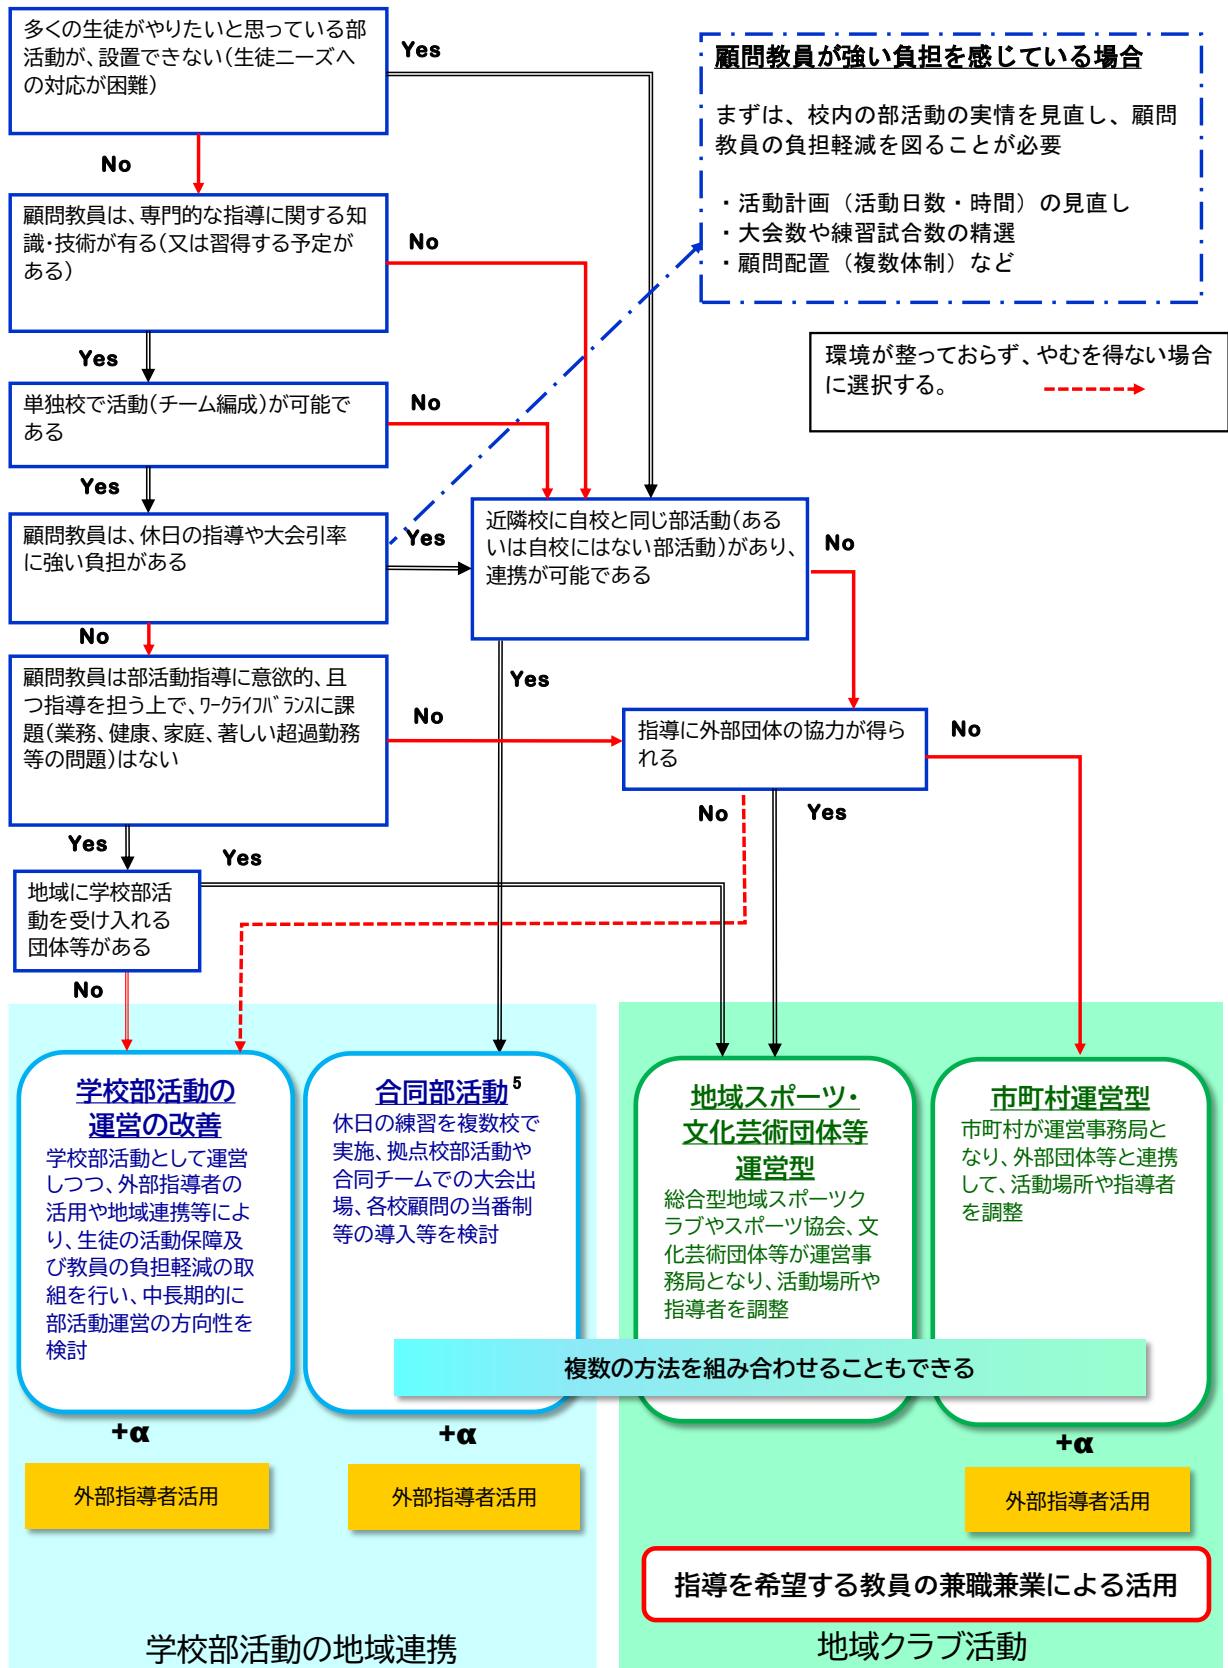 多くの生徒がやりたいと思っている部
活動が、設置できない(生徒ニーズへ
の対応が困難)
Yes
No
顧問教員が強い負担を感じている場合
まずは、校内の部活動の実情を見直し、顧問
教員の負担軽減を図ることが必要
・活動計画（活動日数・時間）の見直し
・大会数や練習試合数の精選
・顧問配置（複数体制）など
顧問教員は、専門的な指導に関する知
識・技術が有る(又は習得する予定が
ある)
No
Yes
環境が整っておらず、やむを得ない場合
に選択する。
単独校で活動(チーム編成)が可能で
ある
No
Yes
顧問教員は、休日の指導や大会引率
に強い負担がある
Yes
No
近隣校に自校と同じ部活動(ある
いは自校にはない部活動)があり、
連携が可能である
No
Yes
顧問教員は部活動指導に意欲的、且
つ指導を担う上で、ﾜｰｸﾗｲﾌﾊﾞﾗﾝｽに課
題(業務、健康、家庭、著しい超過勤務
等の問題)はない
No
Yes
指導に外部団体の協力が得ら
れる
No
No
Yes
Yes
地域に学校部活
動を受け入れる
団体等がある
No
学校部活動の
運営の改善
学校部活動として運営
しつつ、外部指導者の
活用や地域連携等によ
り、生徒の活動保障及
び教員の負担軽減の取
組を行い、中長期的に
部活動運営の方向性を
検討
合同部活動5
休日の練習を複数校で
実施、拠点校部活動や
合同チームでの大会出
場、各校顧問の当番制
等の導入等を検討
地域スポーツ・
文化芸術団体等
運営型
総合型地域スポーツク
ラブやスポーツ協会、文
化芸術団体等が運営事
務局となり、活動場所や
指導者を調整
市町村運営型
市町村が運営事務局と
なり、外部団体等と連携
して、活動場所や指導者
を調整
複数の方法を組み合わせることもできる
+α
+α
+α
外部指導者活用
外部指導者活用
外部指導者活用
指導を希望する教員の兼職兼業による活用
学校部活動の地域連携
地域クラブ活動